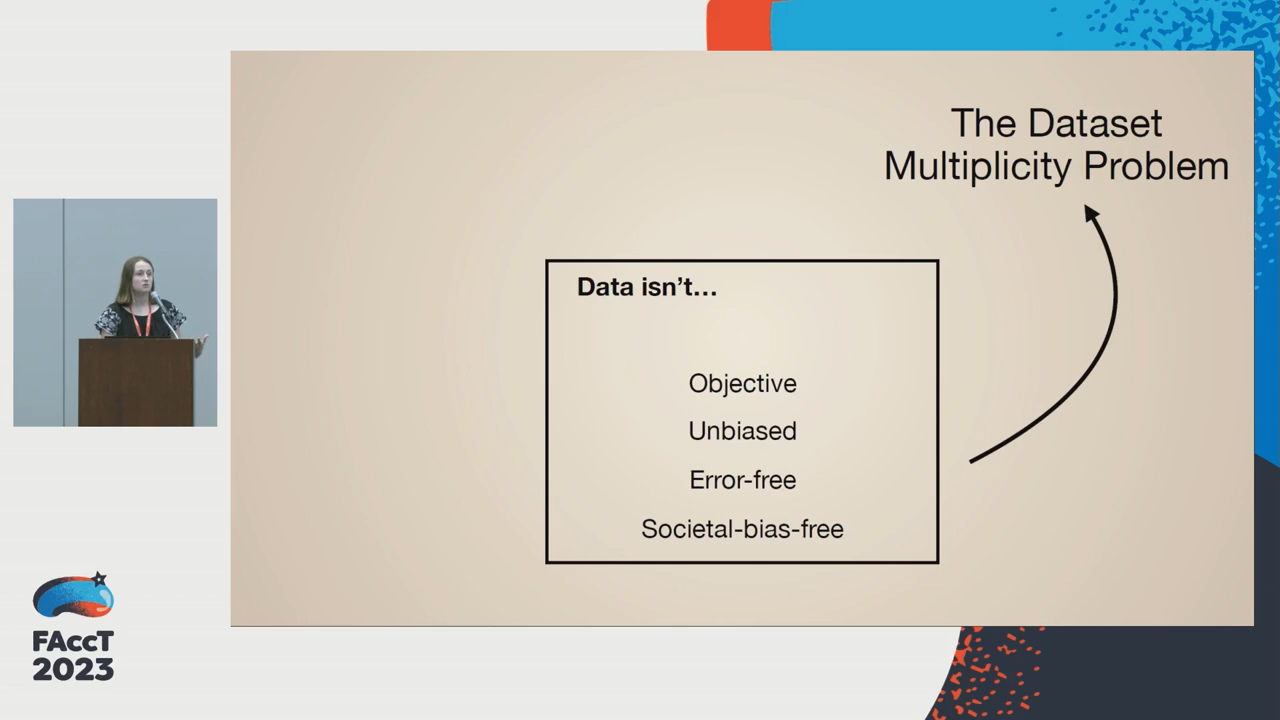 The Dataset
Multiplicity Problem
Data isn’t…
Objective
Unbiased
Error-free
Societal-bias-free
FAccT
2023